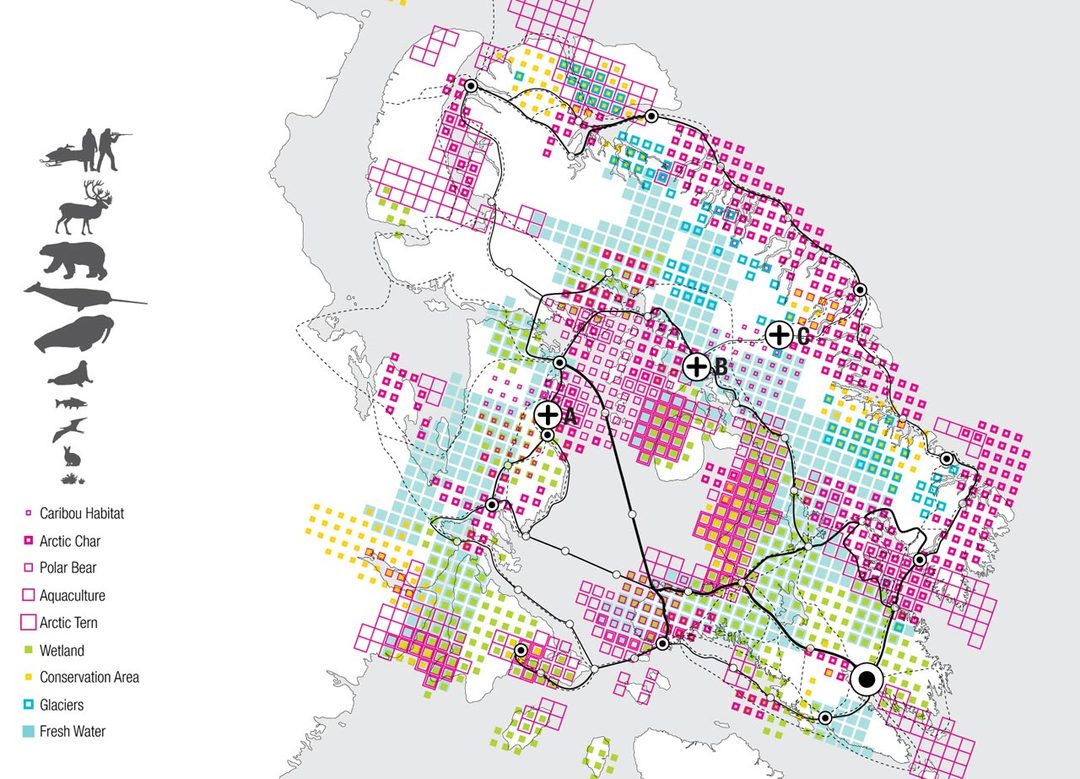 C
B
A
Caribou Habitat
Arctic Char
Polar Bear
Aquaculture
Arctic Tern
Wetland
Conservation Area
Glaciers
Fresh Water